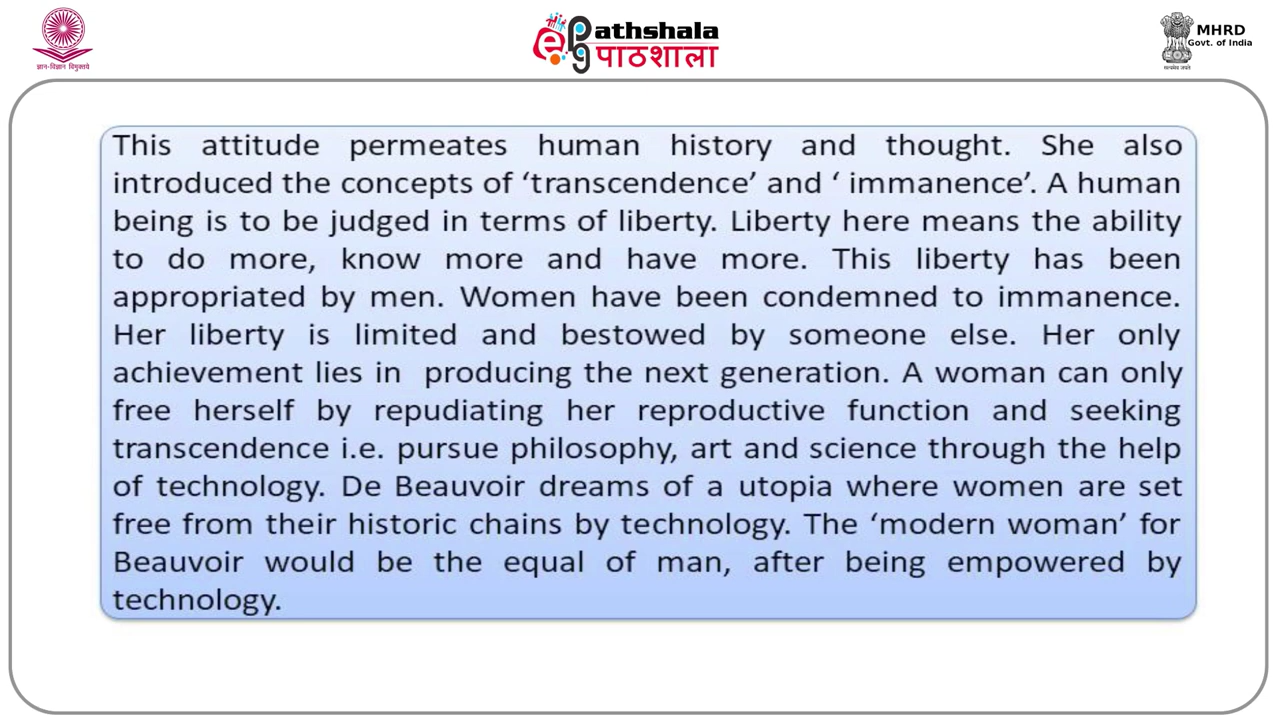 ज्ञान-विज्ञान विमुक्तये
epg Pathshala
पाठशाला
MHRD
Govt. of India
सत्यमेव जयते
This attitude permeates human history and thought. She also
introduced the concepts of ‘transcendence’ and ‘ immanence’. A human
being is to be judged in terms of liberty. Liberty here means the ability
to do more, know more and have more. This liberty has been
appropriated by men. Women have been condemned to immanence.
Her liberty is limited and bestowed by someone else. Her only
achievement lies in  producing the next generation. A woman can only
free herself by repudiating her reproductive function and seeking
transcendence i.e. pursue philosophy, art and science through the help
of technology. De Beauvoir dreams of a utopia where women are set
free from their historic chains by technology. The ‘modern woman’ for
Beauvoir would be the equal of man, after being empowered by
technology.